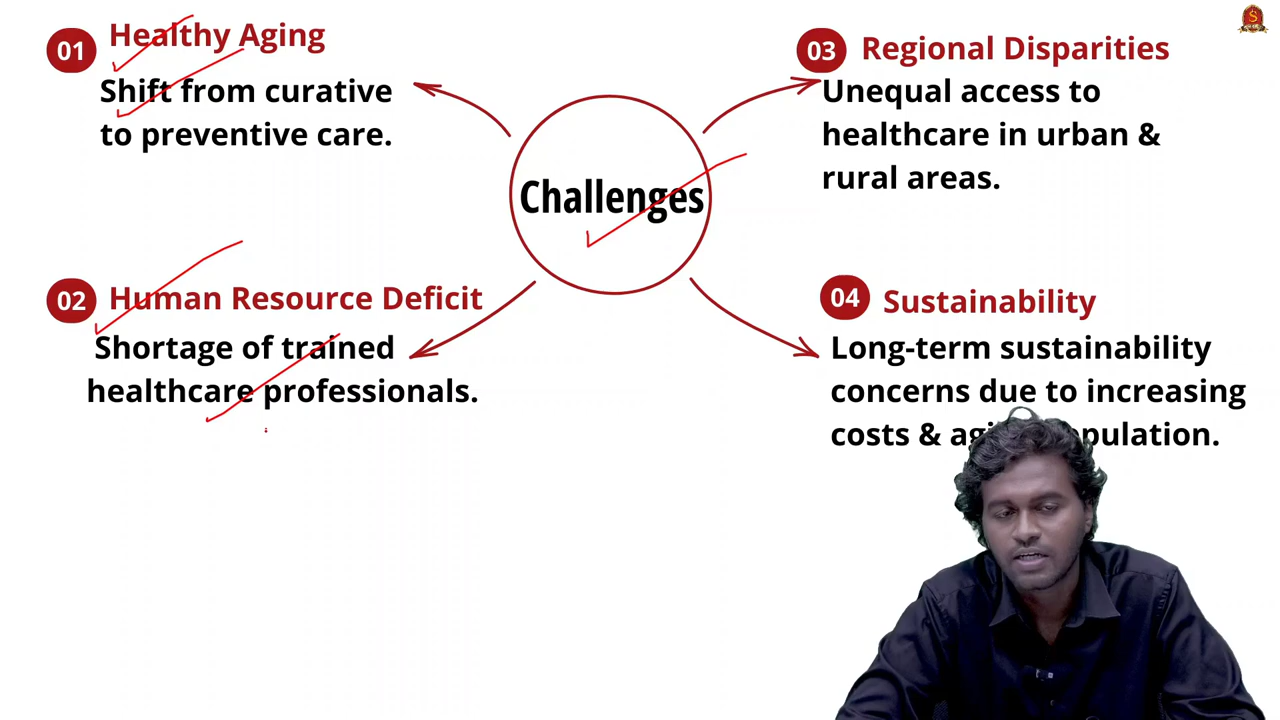 01
Healthy Aging
Shift from curative
to preventive care.
02
Human Resource Deficit
Shortage of trained
healthcare professionals.
Challenges
03
Regional Disparities
Unequal access to
healthcare in urban &
rural areas.
04
Sustainability
Long-term sustainability
concerns due to increasing
costs & aging population.